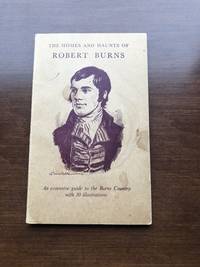 THE HOMES AND HAUNTS OF
ROBERT BURNS
An extensive guide to the Burns Country
with 30 illustrations